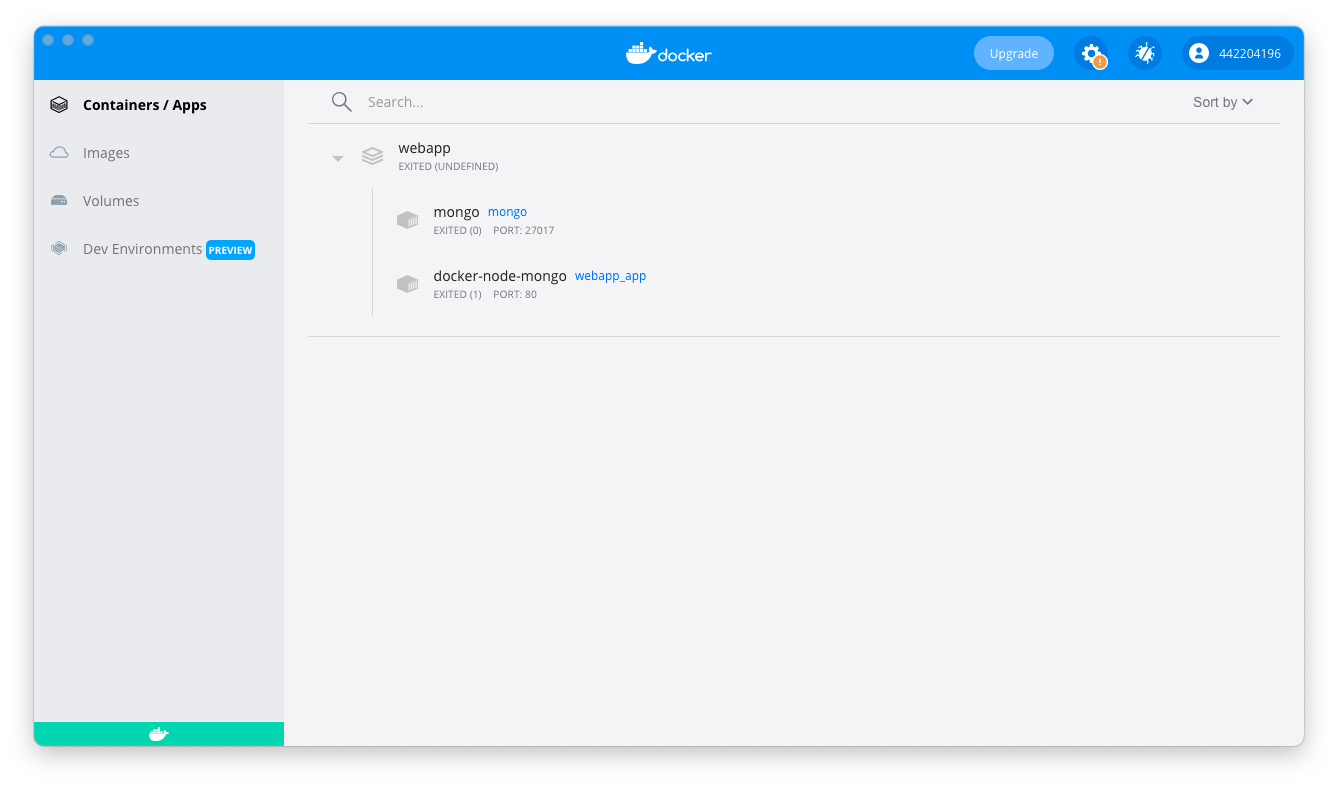 docker
Upgrade
442204196
Containers / Apps
Images
Volumes
Dev Environments PREVIEW
Search...
Sort by
webapp
EXITED (UNDEFINED)
mongo mongo
EXITED (0) PORT: 27017
docker-node-mongo webapp_app
EXITED (1) PORT: 80